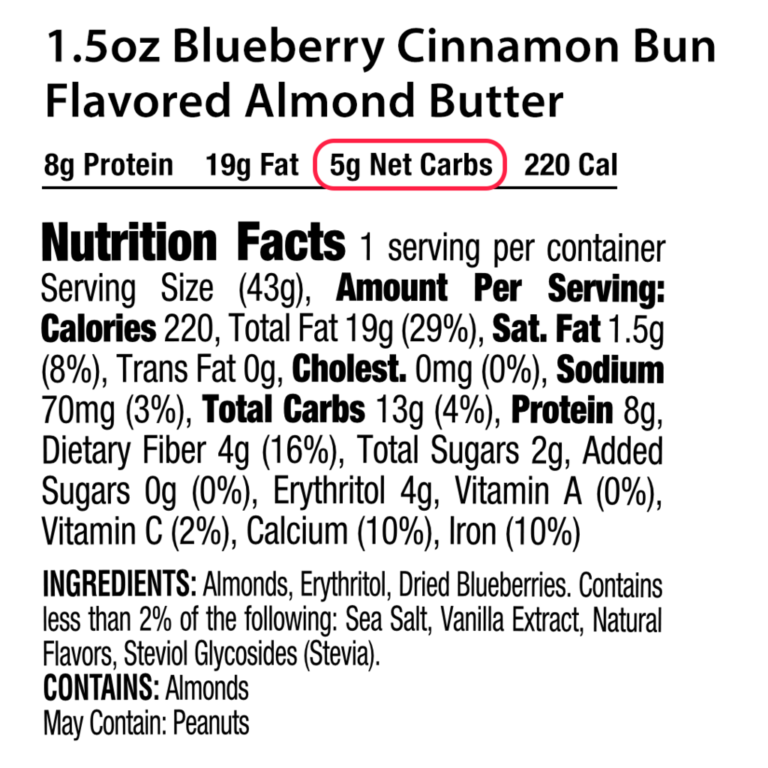 1.5oz Blueberry Cinnamon Bun
Flavored Almond Butter
8g Protein 19g Fat 5g Net Carbs 220 Cal
Nutrition Facts 1 serving per container
Serving Size (43g), Amount Per Serving:
Calories 220, Total Fat 19g (29%), Sat. Fat 1.5g
(8%), Trans Fat 0g, Cholest. 0mg (0%), Sodium
70mg (3%), Total Carbs 13g (4%), Protein 8g,
Dietary Fiber 4g (16%), Total Sugars 2g, Added
Sugars 0g (0%), Erythritol 4g, Vitamin A (0%),
Vitamin C (2%), Calcium (10%), Iron (10%)
INGREDIENTS: Almonds, Erythritol, Dried Blueberries. Contains
less than 2% of the following: Sea Salt, Vanilla Extract, Natural
Flavors, Steviol Glycosides (Stevia).
CONTAINS: Almonds
May Contain: Peanuts